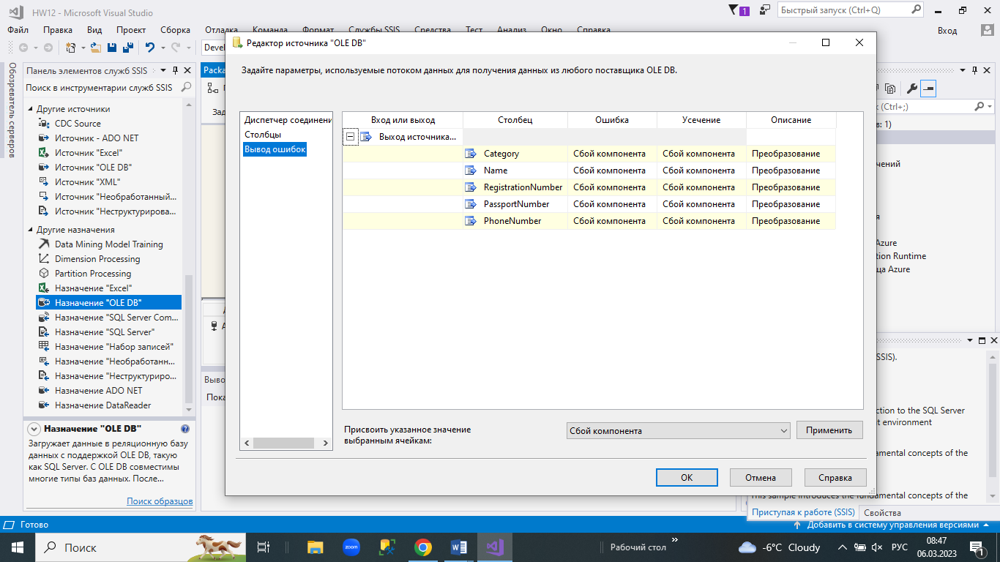 HW12 - Microsoft Visual Studio
1
Быстрый запуск (Ctrl+Q)
Файл Правка Вид Проект Сборка Отладка Команда Формат Службы SSIS Средства Тест Анализ Окно Справка
Вход
Обозреватель серверов
Панель элементов служб SSIS
Поиск в инструментарии служб SSIS
Другие источники
CDC Source
Источник - ADO NET
Источник "Excel"
Источник "OLE DB"
Источник "XML"
Источник "Необработанный...
Источник "Неструктурирова...
Другие назначения
Data Mining Model Training
Dimension Processing
Partition Processing
Назначение "Excel"
Назначение "OLE DB"
Назначение "SQL Server Com...
Назначение "SQL Server"
Назначение "Набор записей"
Назначение "Необработанн...
Назначение "Неструктуриро...
Назначение ADO NET
Назначение DataReader
Назначение "OLE DB"
Загружает данные в реляционную базу
данных с поддержкой OLE DB, такую
как SQL Server. С OLE DB совместимы
многие типы баз данных. После...
Поиск образцов
Редактор источника "OLE DB"
Задайте параметры, используемые потоком данных для получения данных из любого поставщика OLE DB.
Диспетчер соединени
Столбцы
Вывод ошибок
Вход или выход Столбец Ошибка Усечение Описание
Выход источника...
Category Сбой компонента Сбой компонента Преобразование
Name Сбой компонента Сбой компонента Преобразование
RegistrationNumber Сбой компонента Сбой компонента Преобразование
PassportNumber Сбой компонента Сбой компонента Преобразование
PhoneNumber Сбой компонента Сбой компонента Преобразование
Присвоить указанное значение
выбранным ячейкам:
Сбой компонента
Применить
ОК Отмена Справка
(Ctrl+;)
в: 1)
чений
Azure
tion Runtime
ца Azure
SSIS).
ction to the SQL Server
t environment
amental concepts of the
This sample introduces the fundamental concepts of the
Приступая к работе (SSIS) Свойства
Готово
Добавить в систему управления версиями
Поиск
zoom
Рабочий стол
-6°C Cloudy
РУС
08:47
06.03.2023
1